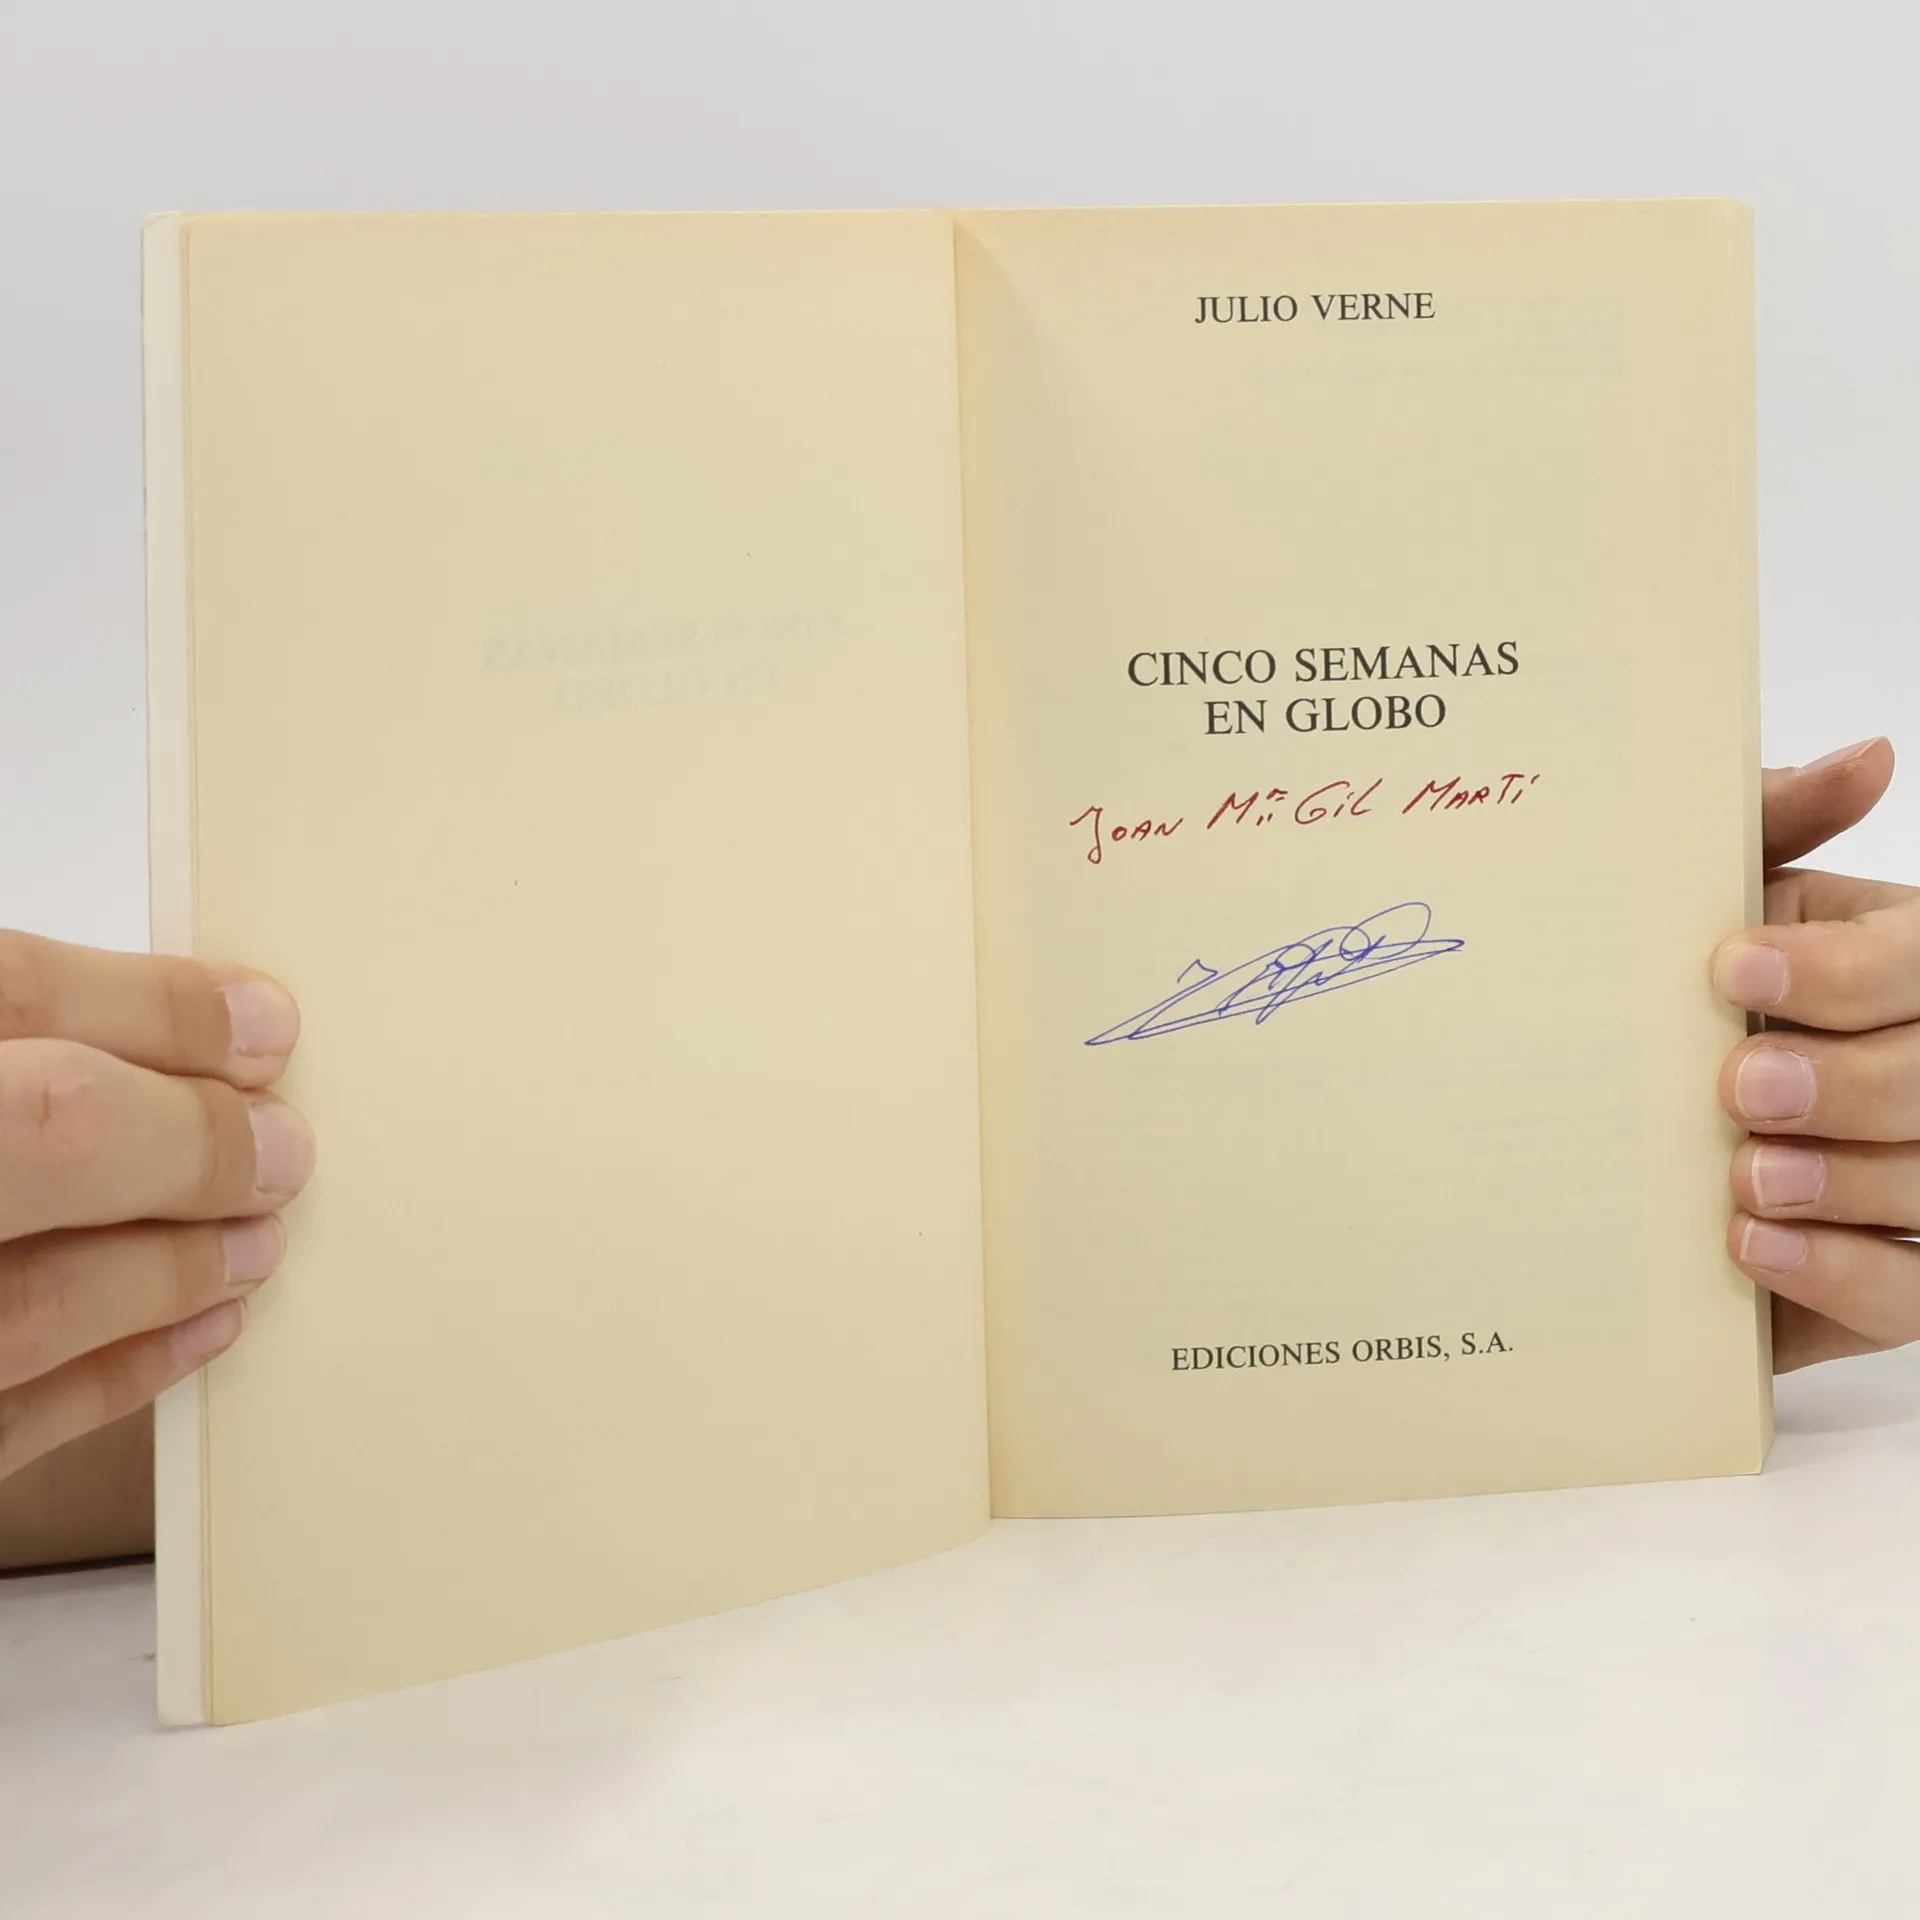 JULIO VERNE
CINCO SEMANAS
EN GLOBO
Joan Mª Gil Martí
EDICIONES ORBIS, S.A.